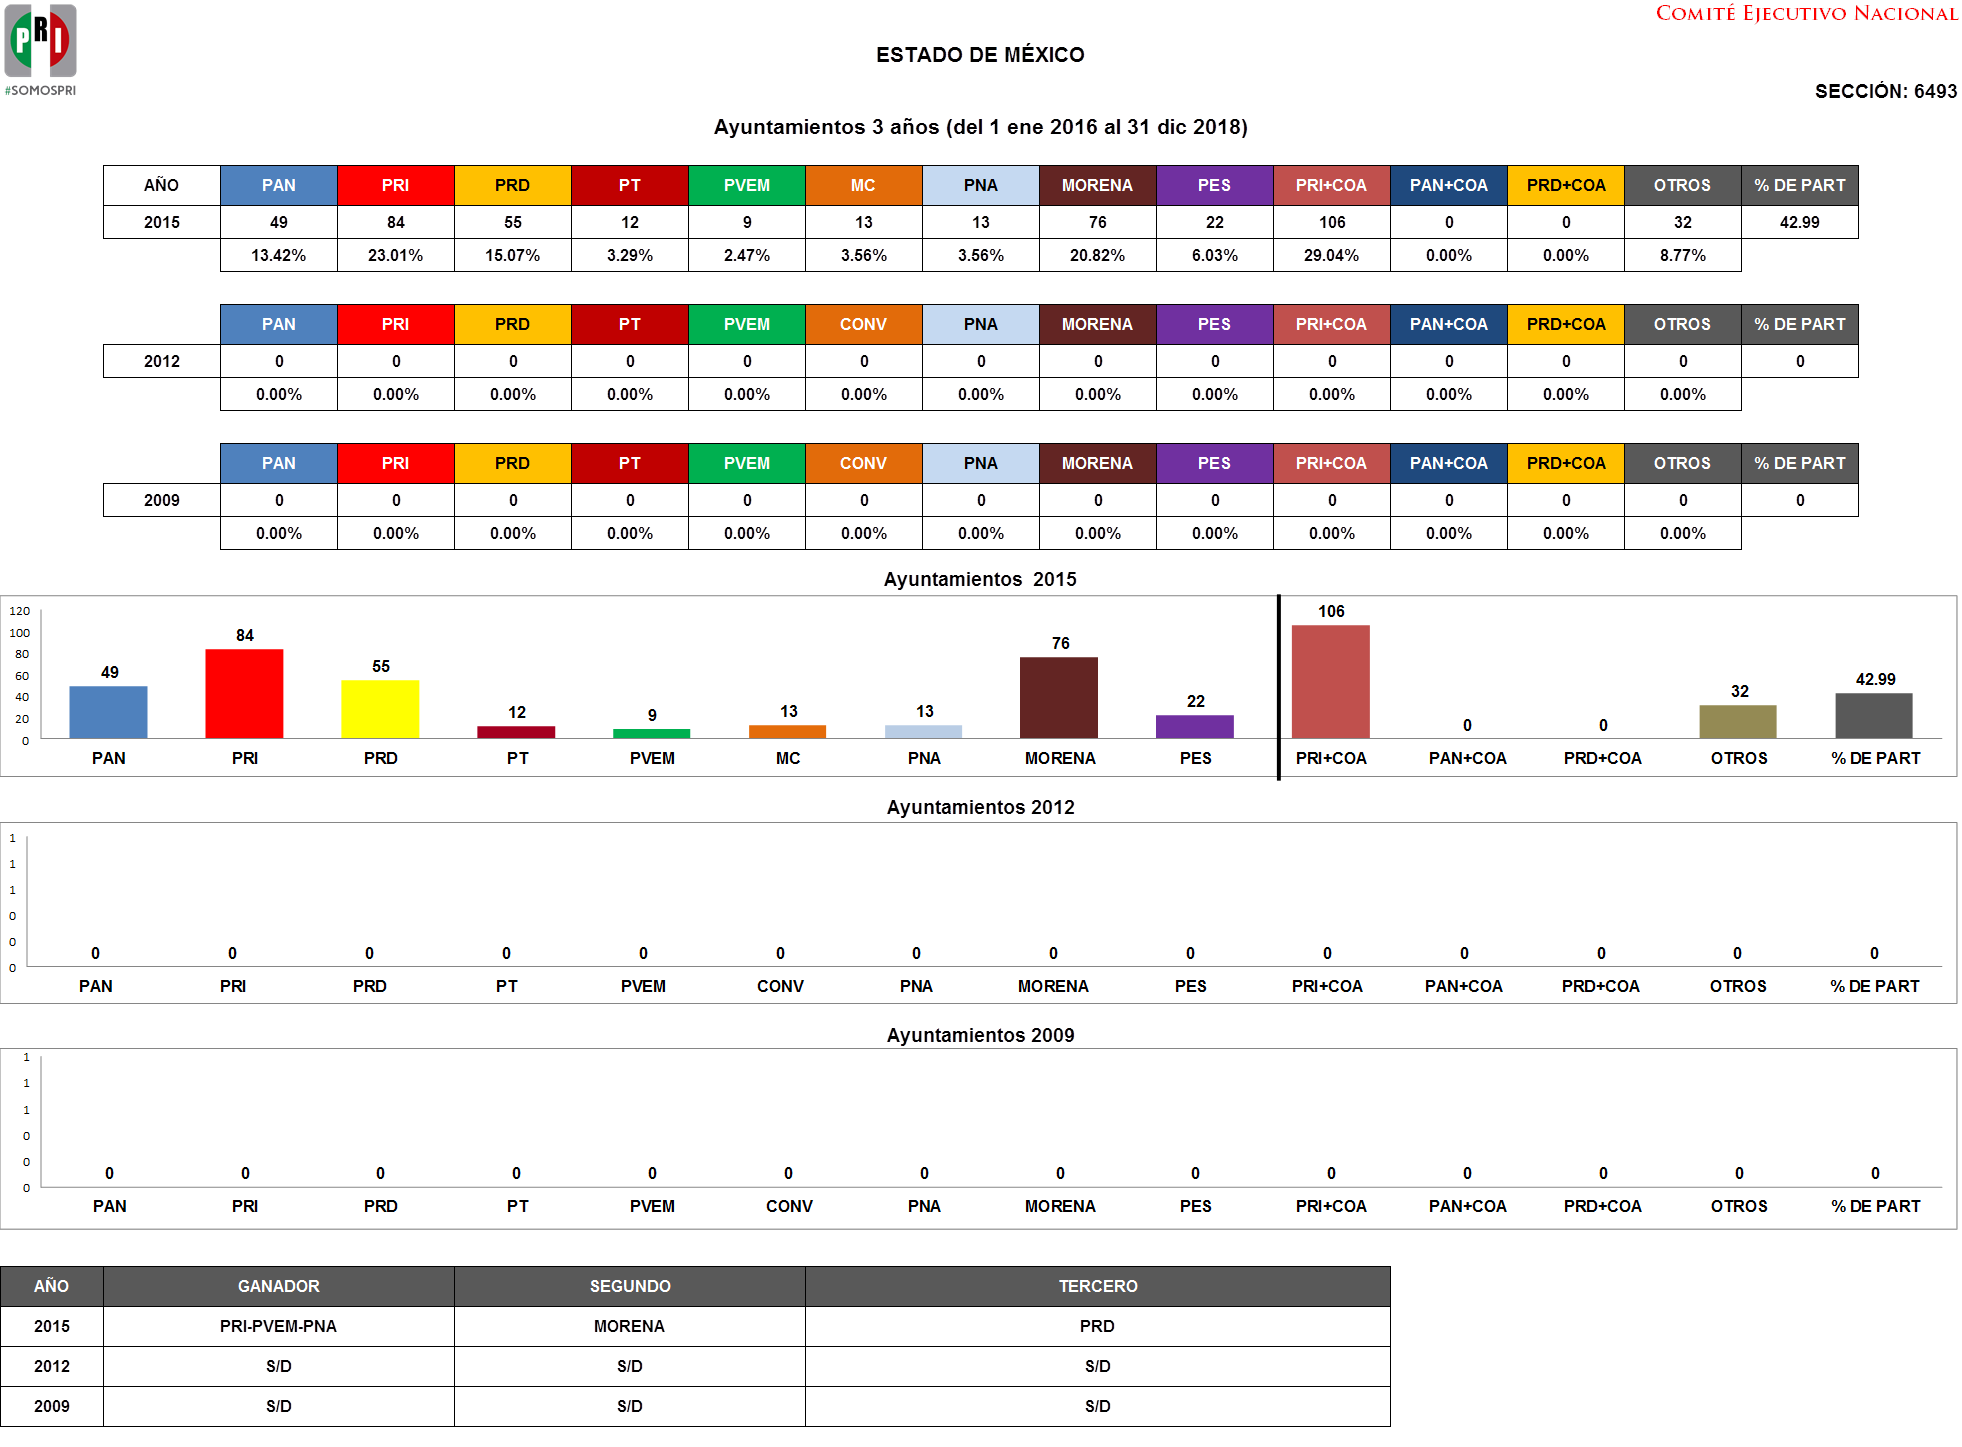 PRI
#SOMOSPRI
COMITÉ EJECUTIVO NACIONAL
ESTADO DE MÉXICO
SECCIÓN: 6493
Ayuntamientos 3 años (del 1 ene 2016 al 31 dic 2018)
AÑO PAN PRI PRD PT PVEM MC PNA MORENA PES PRI+COA PAN+COA PRD+COA OTROS % DE PART
2015 49 84 55 12 9 13 13 76 22 106 0 0 32 42.99
13.42% 23.01% 15.07% 3.29% 2.47% 3.56% 3.56% 20.82% 6.03% 29.04% 0.00% 0.00% 8.77%
PAN PRI PRD PT PVEM CONV PNA MORENA PES PRI+COA PAN+COA PRD+COA OTROS % DE PART
2012 0 0 0 0 0 0 0 0 0 0 0 0 0 0
0.00% 0.00% 0.00% 0.00% 0.00% 0.00% 0.00% 0.00% 0.00% 0.00% 0.00% 0.00% 0.00%
PAN PRI PRD PT PVEM CONV PNA MORENA PES PRI+COA PAN+COA PRD+COA OTROS % DE PART
2009 0 0 0 0 0 0 0 0 0 0 0 0 0 0
0.00% 0.00% 0.00% 0.00% 0.00% 0.00% 0.00% 0.00% 0.00% 0.00% 0.00% 0.00% 0.00%
Ayuntamientos 2015
120
100
80
60
40
20
0
49 84 55 12 9 13 13 76 22 106 0 0 32 42.99
PAN PRI PRD PT PVEM MC PNA MORENA PES PRI+COA PAN+COA PRD+COA OTROS % DE PART
Ayuntamientos 2012
1
1
1
0
0
0
0 0 0 0 0 0 0 0 0 0 0 0 0 0
PAN PRI PRD PT PVEM CONV PNA MORENA PES PRI+COA PAN+COA PRD+COA OTROS % DE PART
Ayuntamientos 2009
1
1
1
0
0
0
0 0 0 0 0 0 0 0 0 0 0 0 0 0
PAN PRI PRD PT PVEM CONV PNA MORENA PES PRI+COA PAN+COA PRD+COA OTROS % DE PART
AÑO GANADOR SEGUNDO TERCERO
2015 PRI-PVEM-PNA MORENA PRD
2012 S/D S/D S/D
2009 S/D S/D S/D